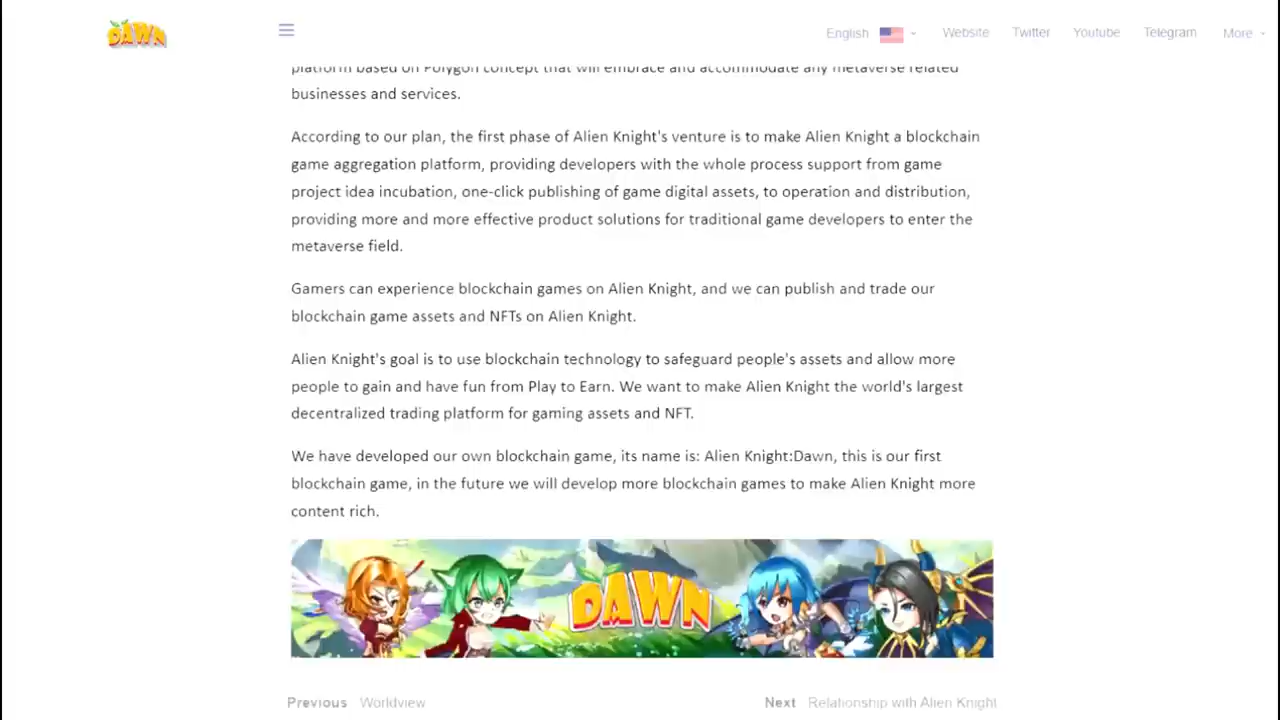 DAWN
English Website Twitter Youtube Telegram More
platform based on Polygon concept that will embrace and accommodate any metaverse related
businesses and services.
According to our plan, the first phase of Alien Knight's venture is to make Alien Knight a blockchain
game aggregation platform, providing developers with the whole process support from game
project idea incubation, one-click publishing of game digital assets, to operation and distribution,
providing more and more effective product solutions for traditional game developers to enter the
metaverse field.
Gamers can experience blockchain games on Alien Knight, and we can publish and trade our
blockchain game assets and NFTs on Alien Knight.
Alien Knight's goal is to use blockchain technology to safeguard people's assets and allow more
people to gain and have fun from Play to Earn. We want to make Alien Knight the world's largest
decentralized trading platform for gaming assets and NFT.
We have developed our own blockchain game, its name is: Alien Knight:Dawn, this is our first
blockchain game, in the future we will develop more blockchain games to make Alien Knight more
content rich.
DAWN
Previous Worldview Next Relationship with Alien Knight